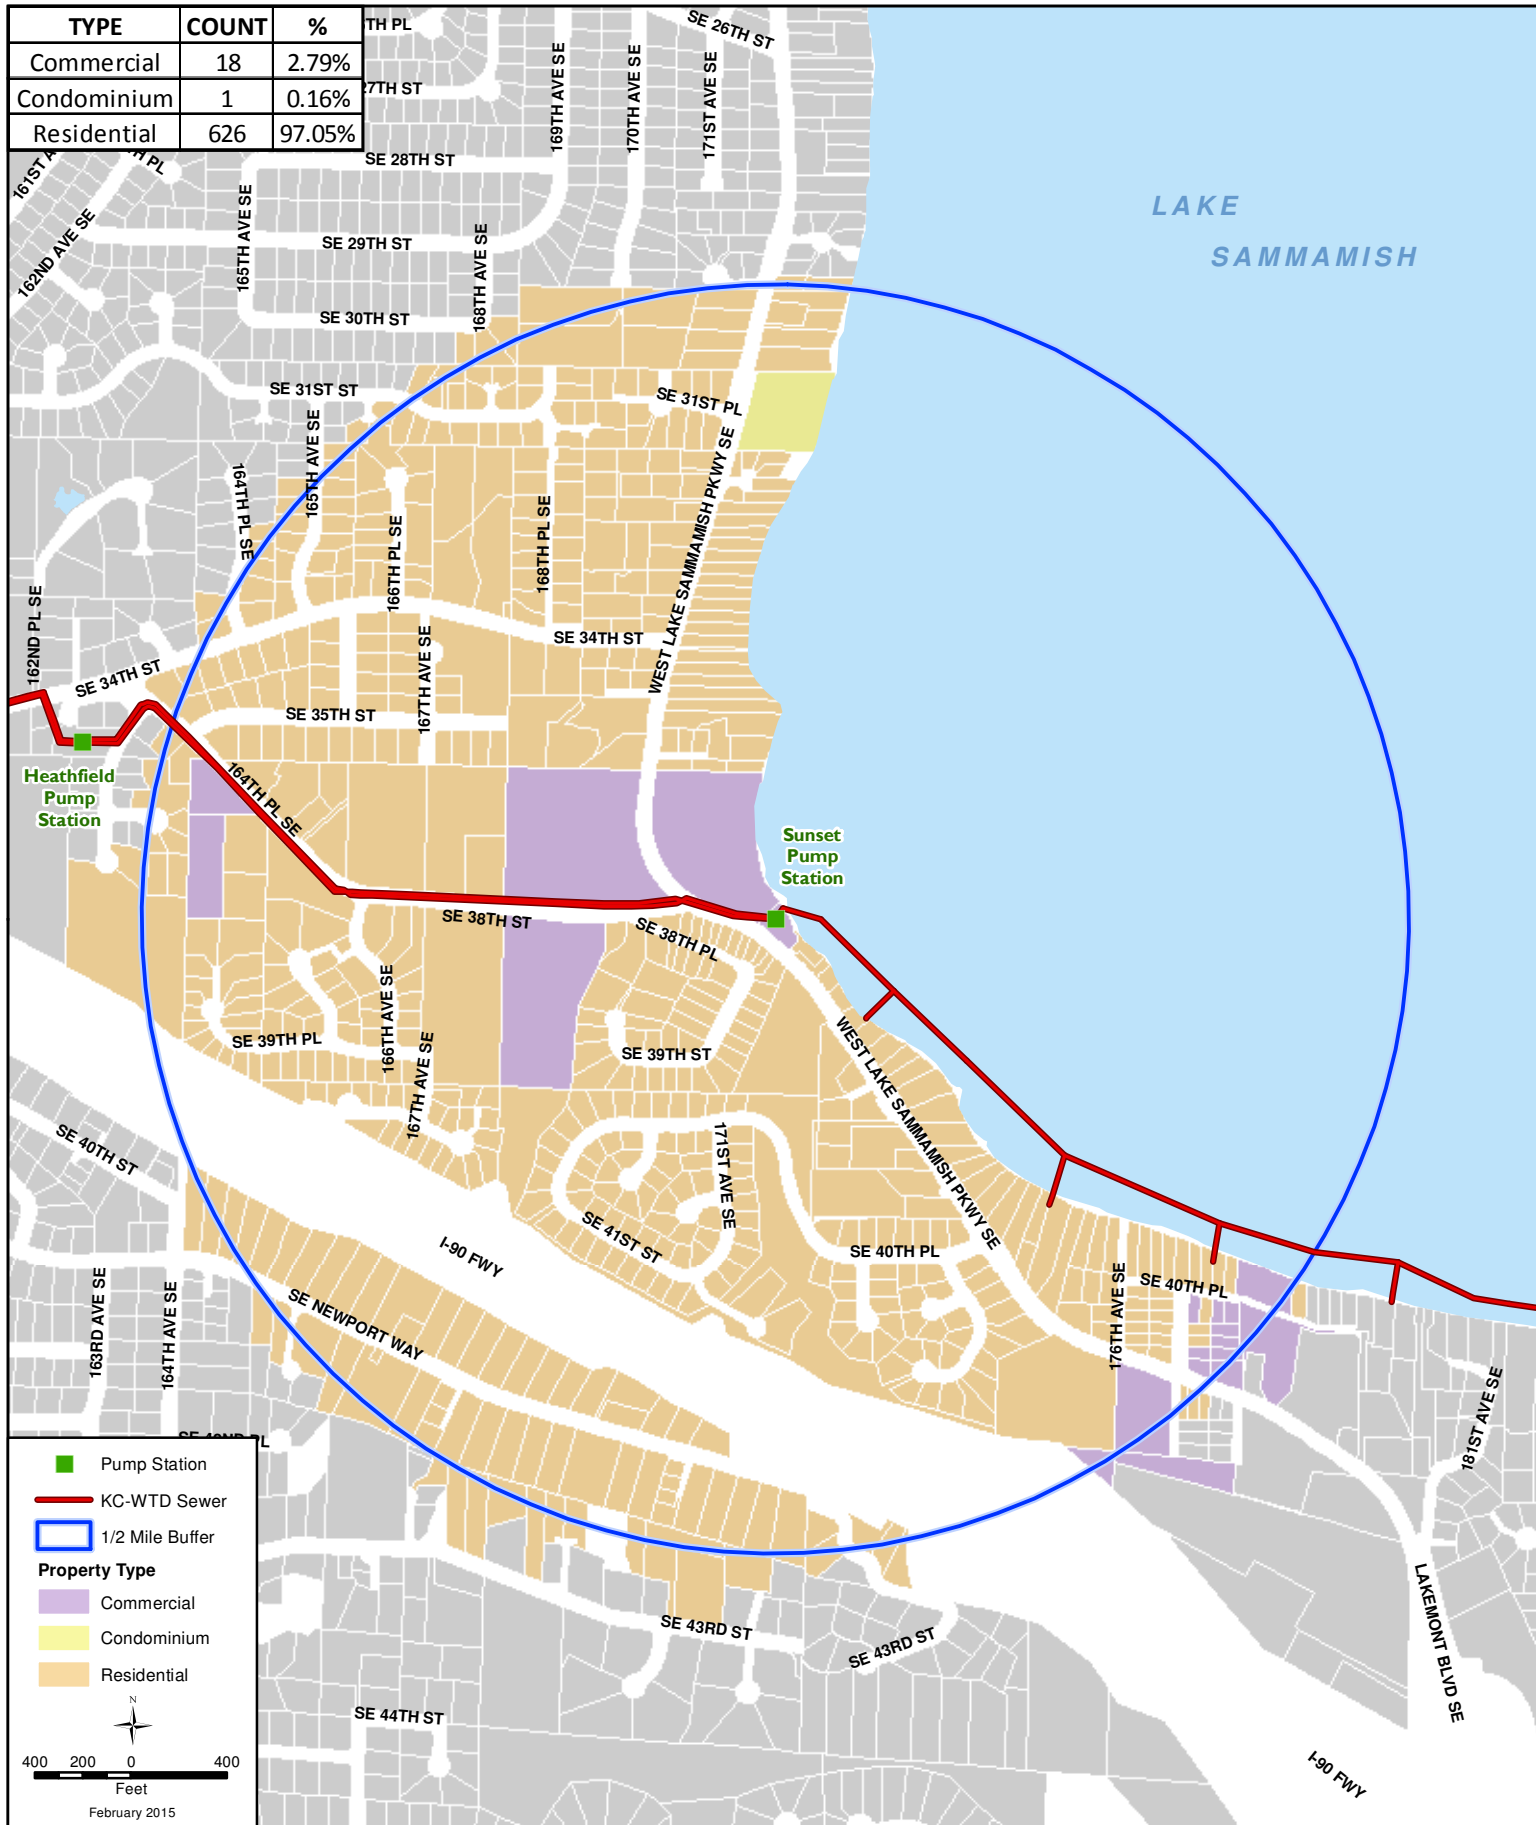 TYPE COUNT %
Commercial 18 2.79%
Condominium 1 0.16%
Residential 626 97.05%
TH PL
27TH ST
SE 26TH ST
169TH AVE SE
170TH AVE SE
171ST AVE SE
161ST A
H PL
SE 28TH ST
162ND AVE SE
165TH AVE SE
SE 29TH ST
168TH AVE SE
SE 30TH ST
LAKE
SAMMAMISH
SE 31ST ST
SE 31ST PL
165TH AVE SE
164TH PL SE
166TH PL SE
168TH PL SE
WEST LAKE SAMMAMISH PKWY SE
162ND PL SE
SE 34TH ST
SE 34TH ST
167TH AVE SE
SE 35TH ST
Heathfield
Pump
Station
164TH PL SE
Sunset
Pump
Station
SE 38TH ST
SE 38TH PL
166TH AVE SE
SE 39TH PL
167TH AVE SE
SE 39TH ST
WEST LAKE SAMMAMISH PKWY SE
SE 40TH ST
171ST AVE SE
SE 41ST ST
I-90 FWY
SE 40TH PL
SE 40TH PL
176TH AVE SE
163RD AVE SE
164TH AVE SE
SE NEWPORT WAY
181ST AVE SE
SE 42ND PL
LAKEMONT BLVD SE
SE 43RD ST
SE 43RD ST
SE 44TH ST
I-90 FWY
Pump Station
KC-WTD Sewer
1/2 Mile Buffer
Property Type
Commercial
Condominium
Residential
N
400 200 0 400
Feet
February 2015